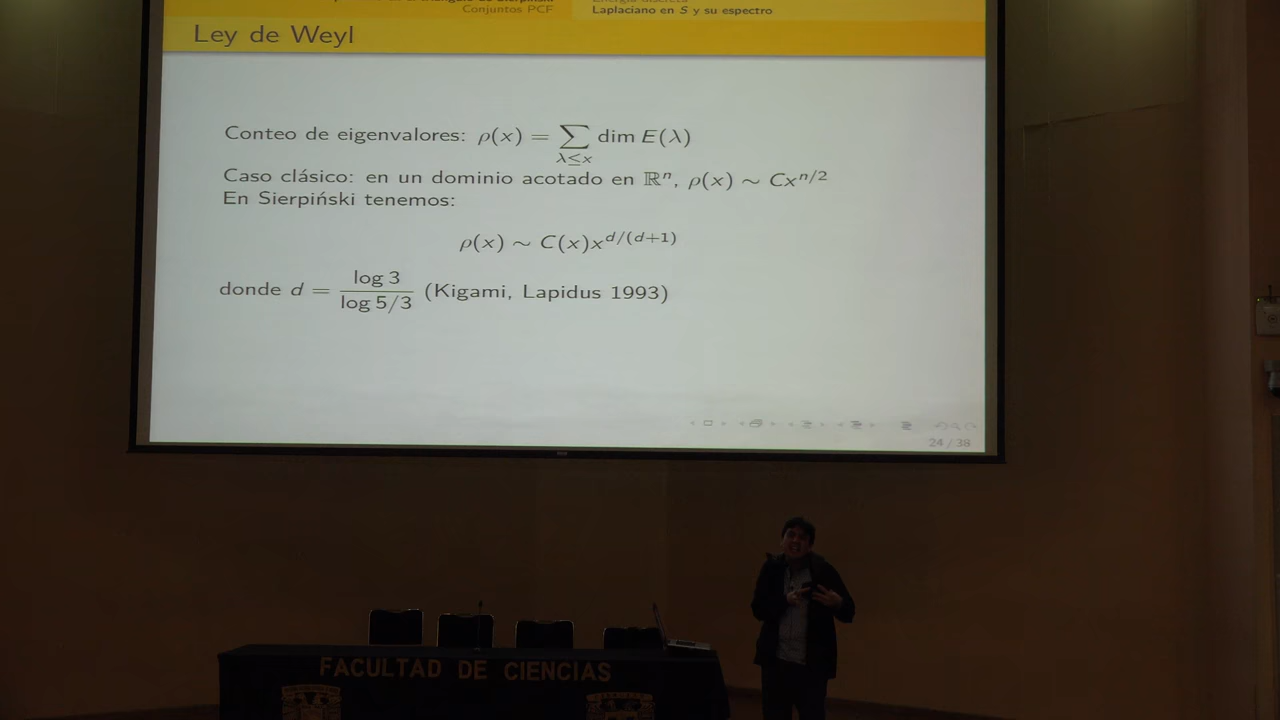 Conjuntos PCF
Laplaciano en S y su espectro
Ley de Weyl
Conteo de eigenvalores: ρ(x) = ∑_{λ≤x} dim E(λ)
Caso clásico: en un dominio acotado en ℝⁿ, ρ(x) ∼ Cx^{n/2}
En Sierpiński tenemos:
ρ(x) ∼ C(x)x^{d/(d+1)}
donde d = log 3 / log 5/3 (Kigami, Lapidus 1993)
24 / 38
FACULTAD DE CIENCIAS